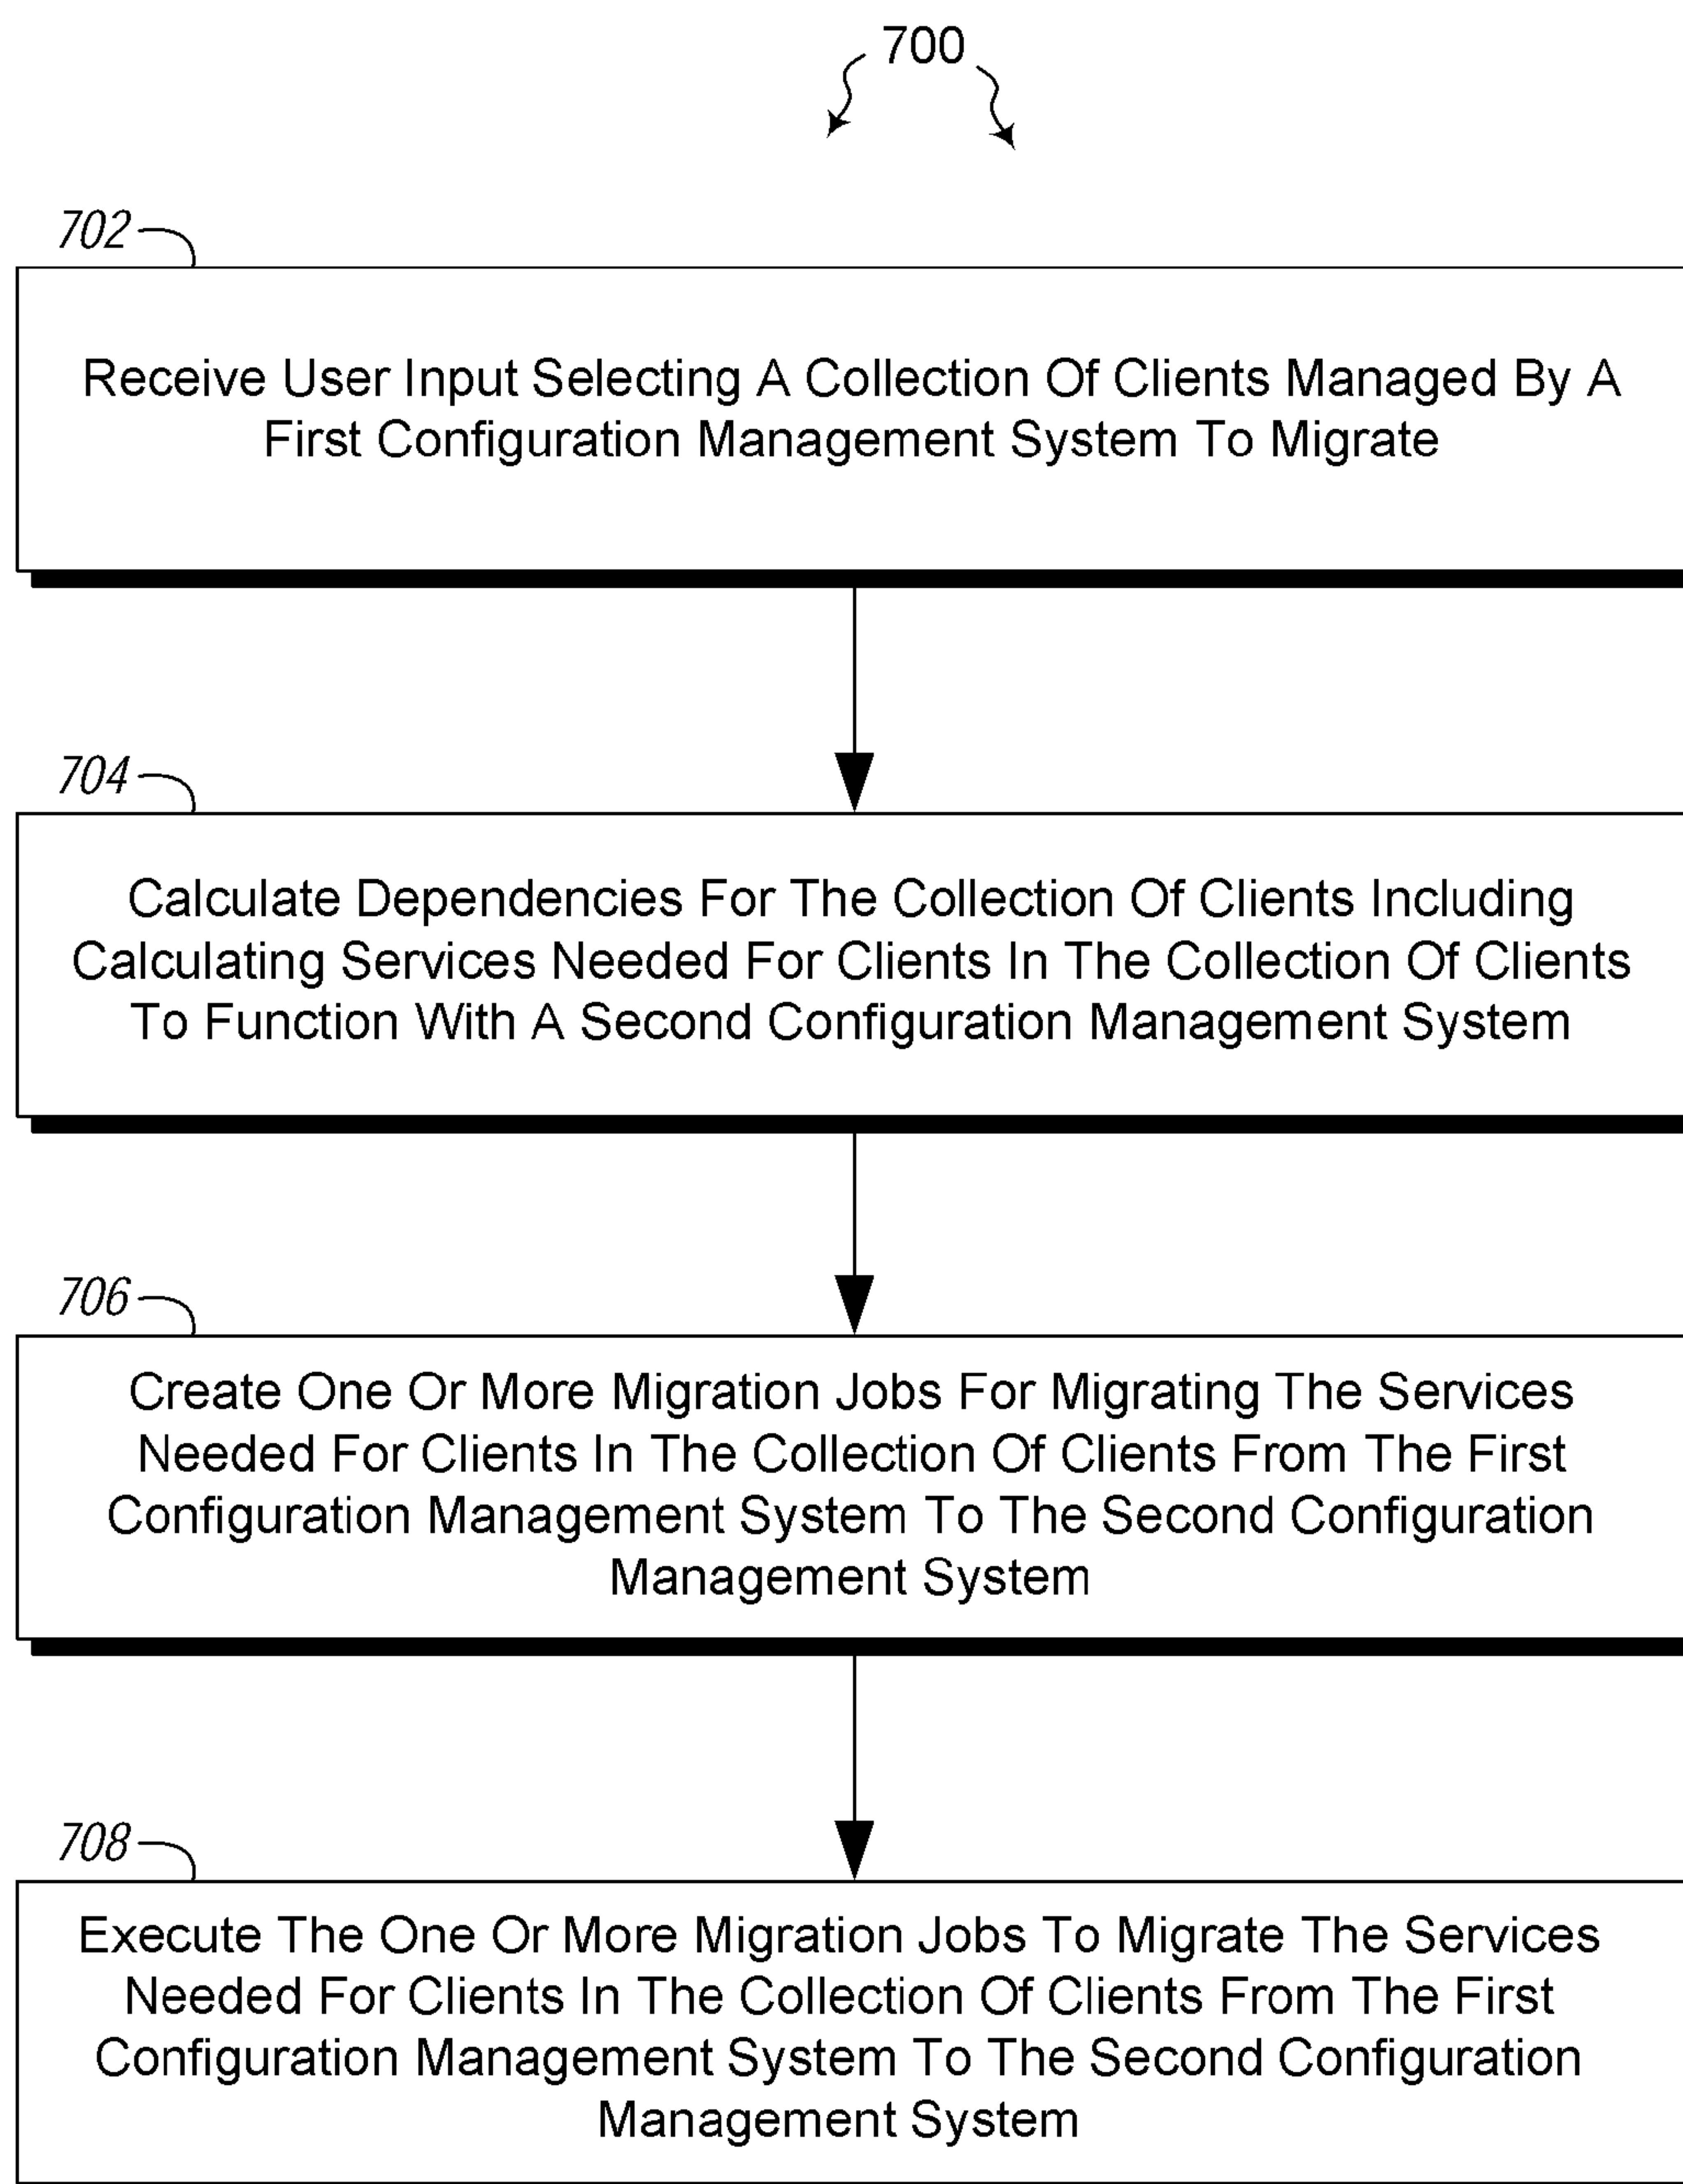 700
702
Receive User Input Selecting A Collection Of Clients Managed By A
First Configuration Management System To Migrate
704
Calculate Dependencies For The Collection Of Clients Including
Calculating Services Needed For Clients In The Collection Of Clients
To Function With A Second Configuration Management System
706
Create One Or More Migration Jobs For Migrating The Services
Needed For Clients In The Collection Of Clients From The First
Configuration Management System To The Second Configuration
Management System
708
Execute The One Or More Migration Jobs To Migrate The Services
Needed For Clients In The Collection Of Clients From The First
Configuration Management System To The Second Configuration
Management System